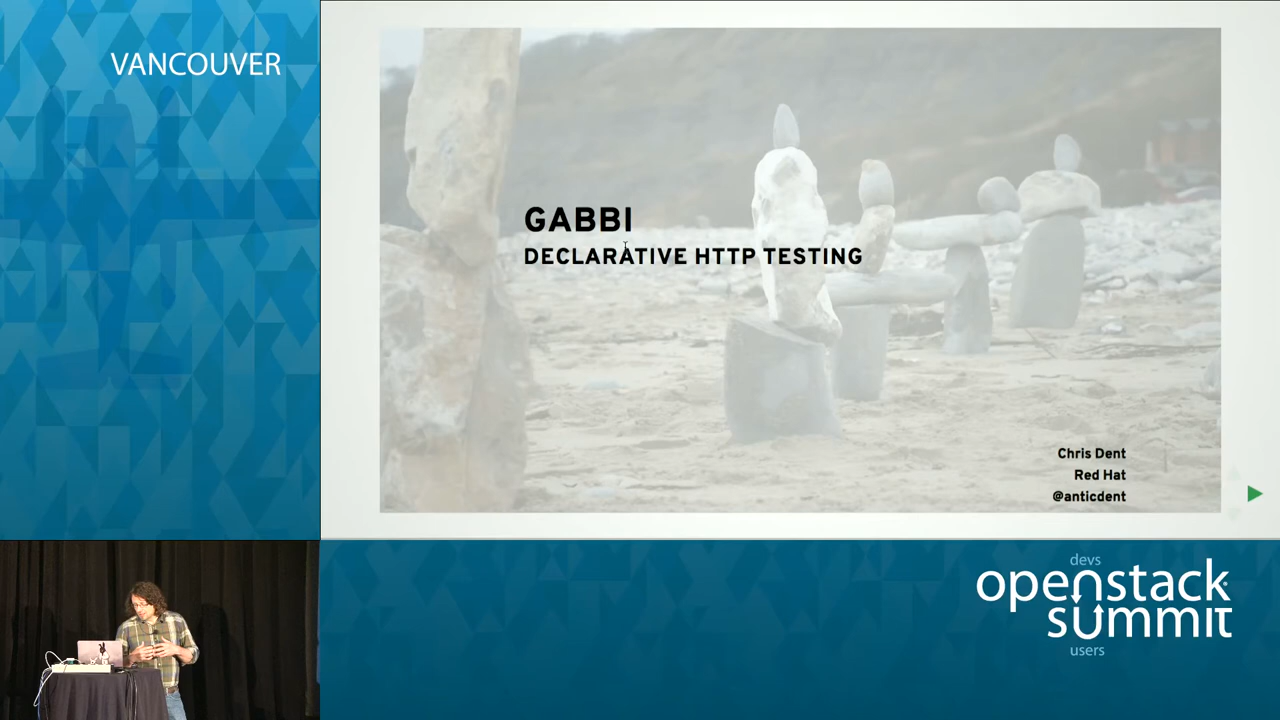 VANCOUVER
GABBI
DECLARATIVE HTTP TESTING
Chris Dent
Red Hat
@anticdent
devs
openstack
summit
users